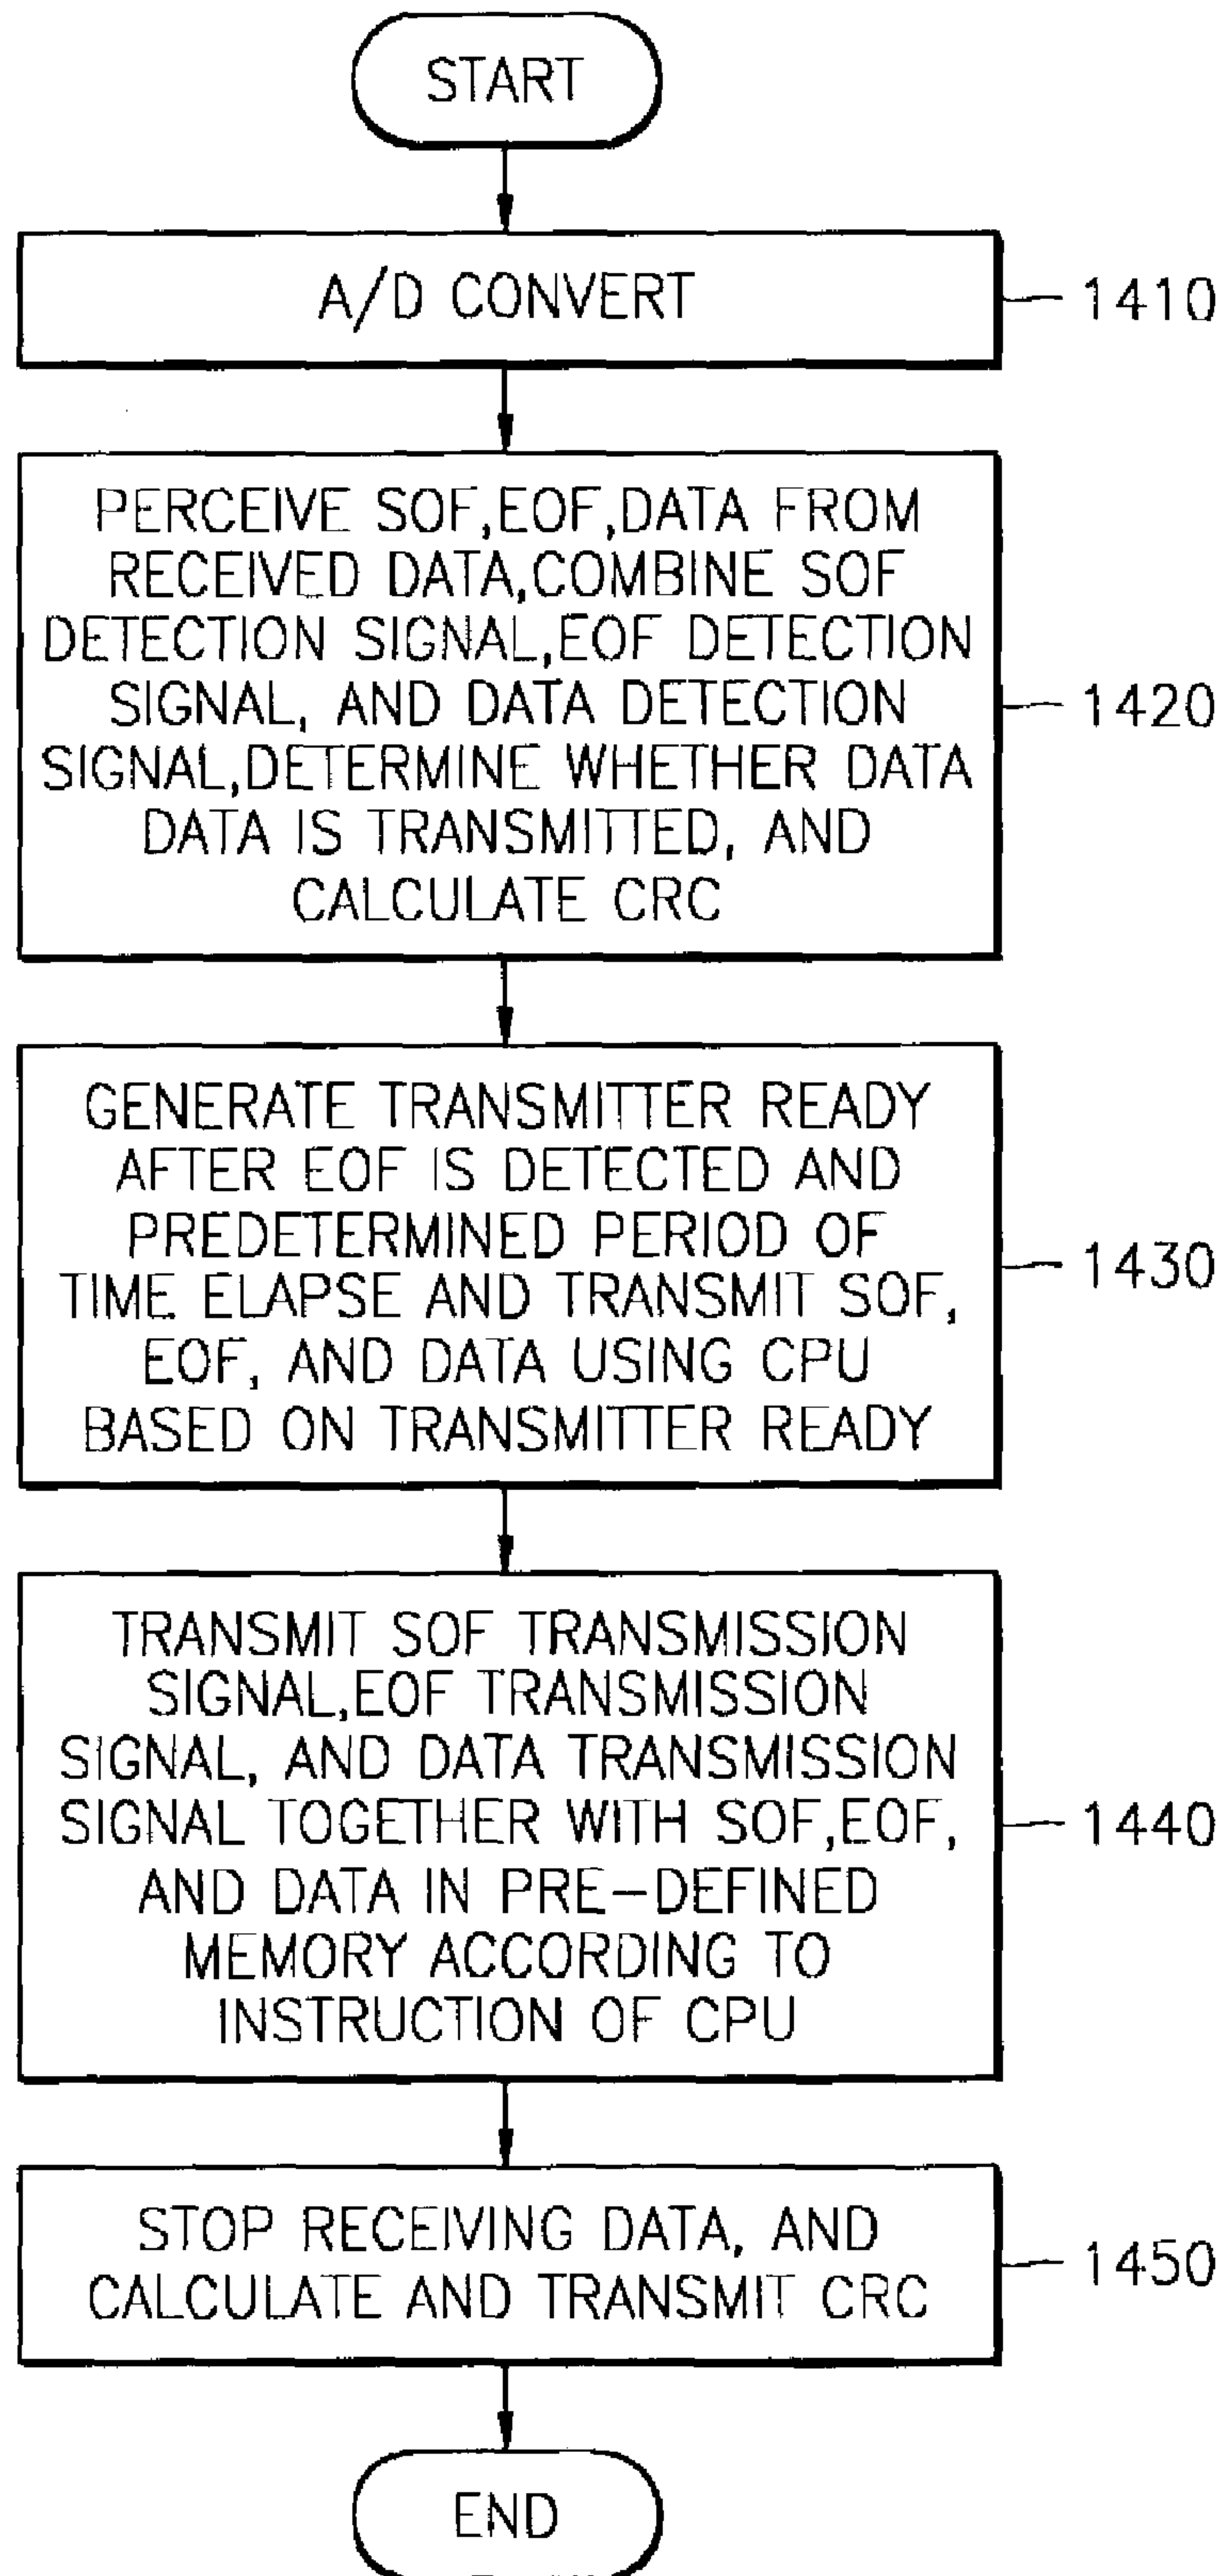 START
A/D CONVERT
1410
PERCEIVE SOF,EOF,DATA FROM
RECEIVED DATA,COMBINE SOF
DETECTION SIGNAL,EOF DETECTION
SIGNAL, AND DATA DETECTION
SIGNAL,DETERMINE WHETHER DATA
DATA IS TRANSMITTED, AND
CALCULATE CRC
1420
GENERATE TRANSMITTER READY
AFTER EOF IS DETECTED AND
PREDETERMINED PERIOD OF
TIME ELAPSE AND TRANSMIT SOF,
EOF, AND DATA USING CPU
BASED ON TRANSMITTER READY
1430
TRANSMIT SOF TRANSMISSION
SIGNAL,EOF TRANSMISSION
SIGNAL, AND DATA TRANSMISSION
SIGNAL TOGETHER WITH SOF,EOF,
AND DATA IN PRE-DEFINED
MEMORY ACCORDING TO
INSTRUCTION OF CPU
1440
STOP RECEIVING DATA, AND
CALCULATE AND TRANSMIT CRC
1450
END